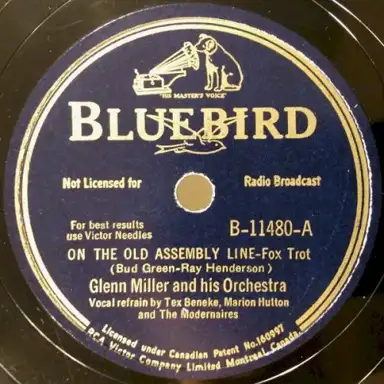 "HIS MASTER'S VOICE"
BLUEBIRD
Not Licensed for Radio Broadcast
For best results
use Victor Needles
B-11480-A
ON THE OLD ASSEMBLY LINE-Fox Trot
(Bud Green-Ray Henderson)
Glenn Miller and his Orchestra
Vocal refrain by Tex Beneke, Marion Hutton
and The Modernaires
Licensed under Canadian Patent No. 160997
RCA Victor Company Limited Montreal, Canada.